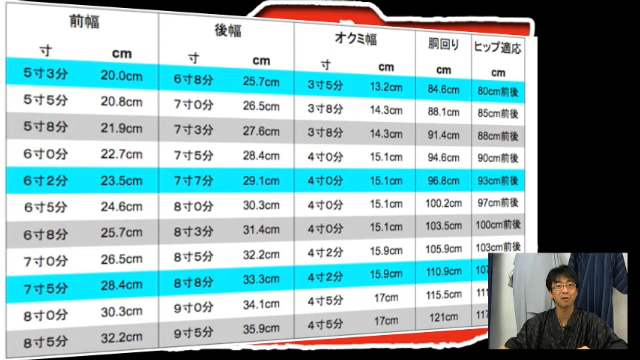 前幅 後幅 オクミ幅 胴回り ヒップ適応
寸 cm 寸 cm 寸 cm cm cm
5寸3分 20.0cm 6寸8分 25.7cm 3寸5分 13.2cm 84.6cm 80cm前後
5寸5分 20.8cm 7寸0分 26.5cm 3寸8分 14.3cm 88.1cm 85cm前後
5寸8分 21.9cm 7寸3分 27.6cm 3寸8分 14.3cm 91.4cm 88cm前後
6寸0分 22.7cm 7寸5分 28.4cm 4寸0分 15.1cm 94.6cm 90cm前後
6寸2分 23.5cm 7寸7分 29.1cm 4寸0分 15.1cm 96.8cm 93cm前後
6寸5分 24.6cm 8寸0分 30.3cm 4寸0分 15.1cm 100.2cm 97cm前後
6寸8分 25.7cm 8寸3分 31.4cm 4寸0分 15.1cm 103.5cm 100cm前後
7寸0分 26.5cm 8寸5分 32.2cm 4寸2分 15.9cm 105.9cm 103cm前後
7寸5分 28.4cm 8寸8分 33.3cm 4寸2分 15.9cm 110.9cm
8寸0分 30.3cm 9寸0分 34.1cm 4寸5分 17cm 115.5cm
8寸5分 32.2cm 9寸5分 35.9cm 4寸5分 17cm 121cm